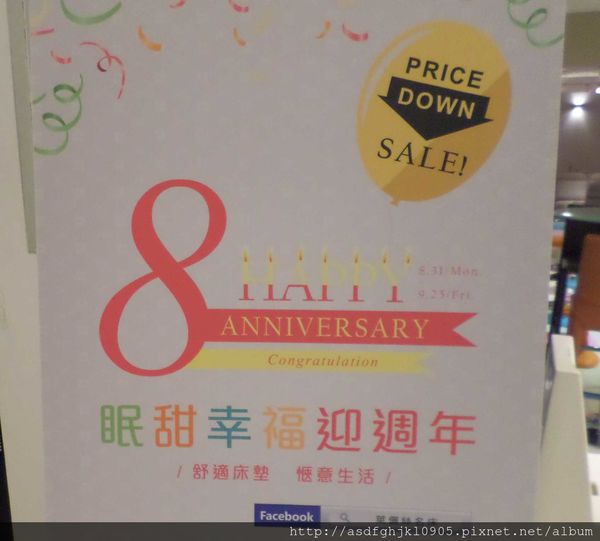 PRICE
DOWN
SALE!
8
HAPPY
8.31/Mon.
9.25/Fri.
ANNIVERSARY
Congratulation
眠甜幸福迎週年
/ 舒適床墊 愜意生活 /
Facebook
http://asdfghjkl0905.pixnet.net/album